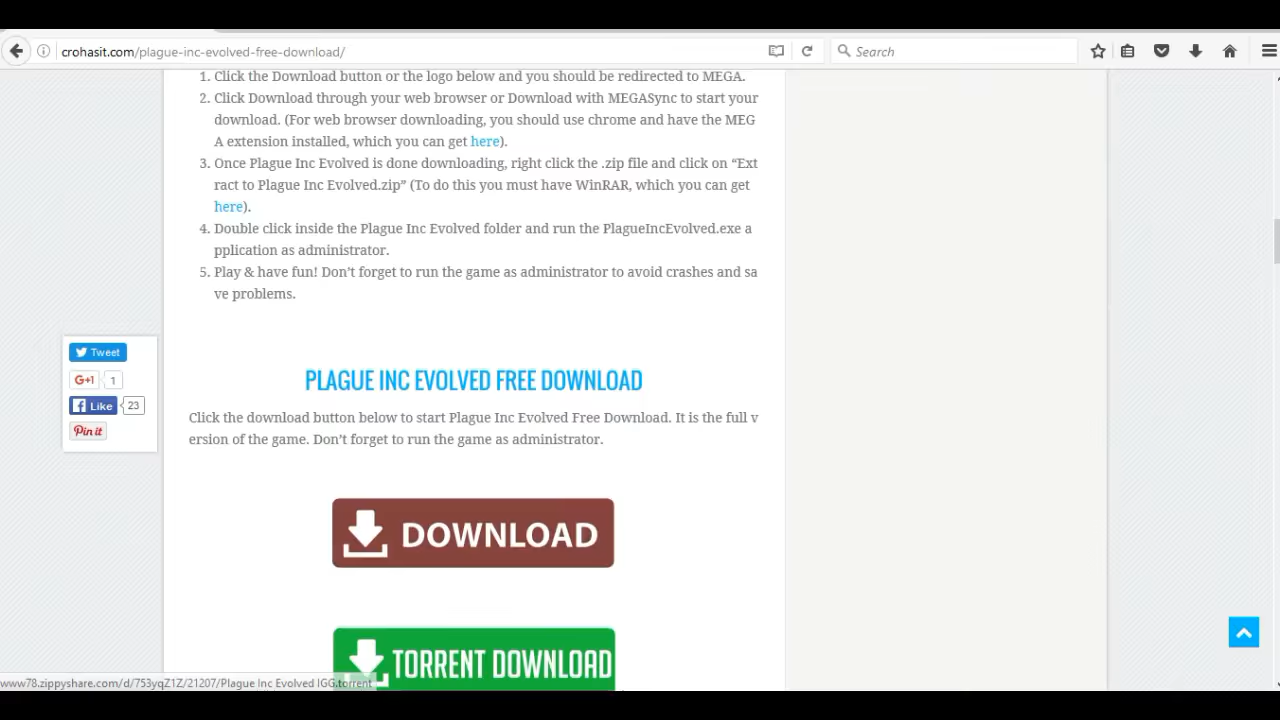 crohasit.com/plague-inc-evolved-free-download/
Search
1. Click the Download button or the logo below and you should be redirected to MEGA.
2. Click Download through your web browser or Download with MEGASync to start your
download. (For web browser downloading, you should use chrome and have the MEG
A extension installed, which you can get here).
3. Once Plague Inc Evolved is done downloading, right click the .zip file and click on “Ext
ract to Plague Inc Evolved.zip” (To do this you must have WinRAR, which you can get
here).
4. Double click inside the Plague Inc Evolved folder and run the PlagueIncEvolved.exe a
pplication as administrator.
5. Play & have fun! Don’t forget to run the game as administrator to avoid crashes and sa
ve problems.
Tweet
G+1 1
Like 23
Pin it
PLAGUE INC EVOLVED FREE DOWNLOAD
Click the download button below to start Plague Inc Evolved Free Download. It is the full v
ersion of the game. Don’t forget to run the game as administrator.
DOWNLOAD
TORRENT DOWNLOAD
www78.zippyshare.com/d/753yqZ1Z/21207/Plague Inc Evolved IGG.torrent